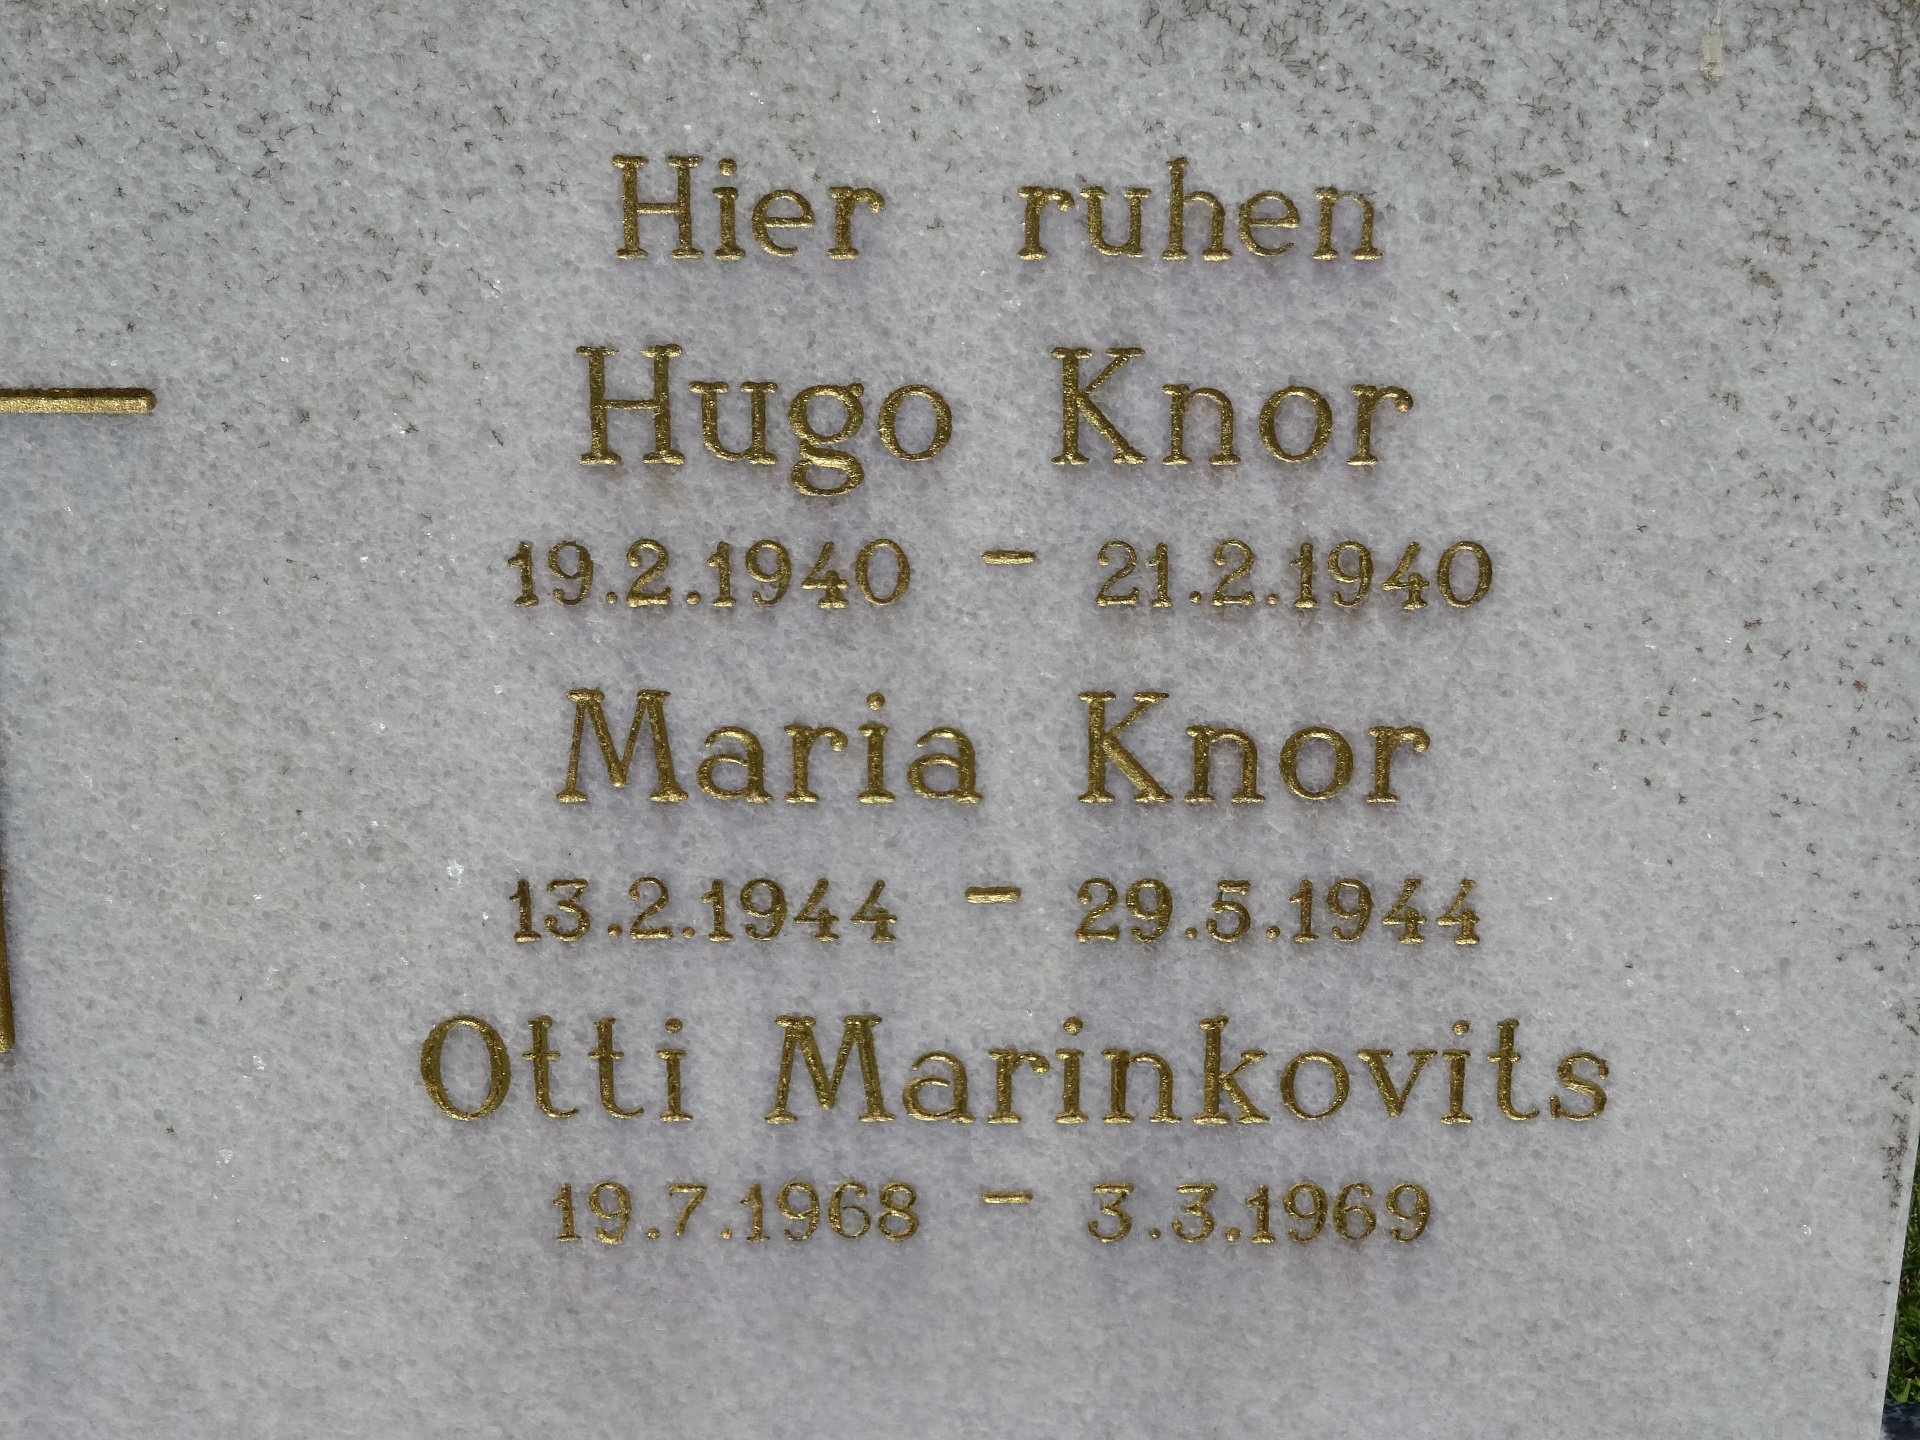 Hier ruhen
Hugo Knor
19.2.1940 - 21.2.1940
Maria Knor
13.2.1944 - 29.5.1944
Otti Marinkovits
19.7.1968 - 3.3.1969